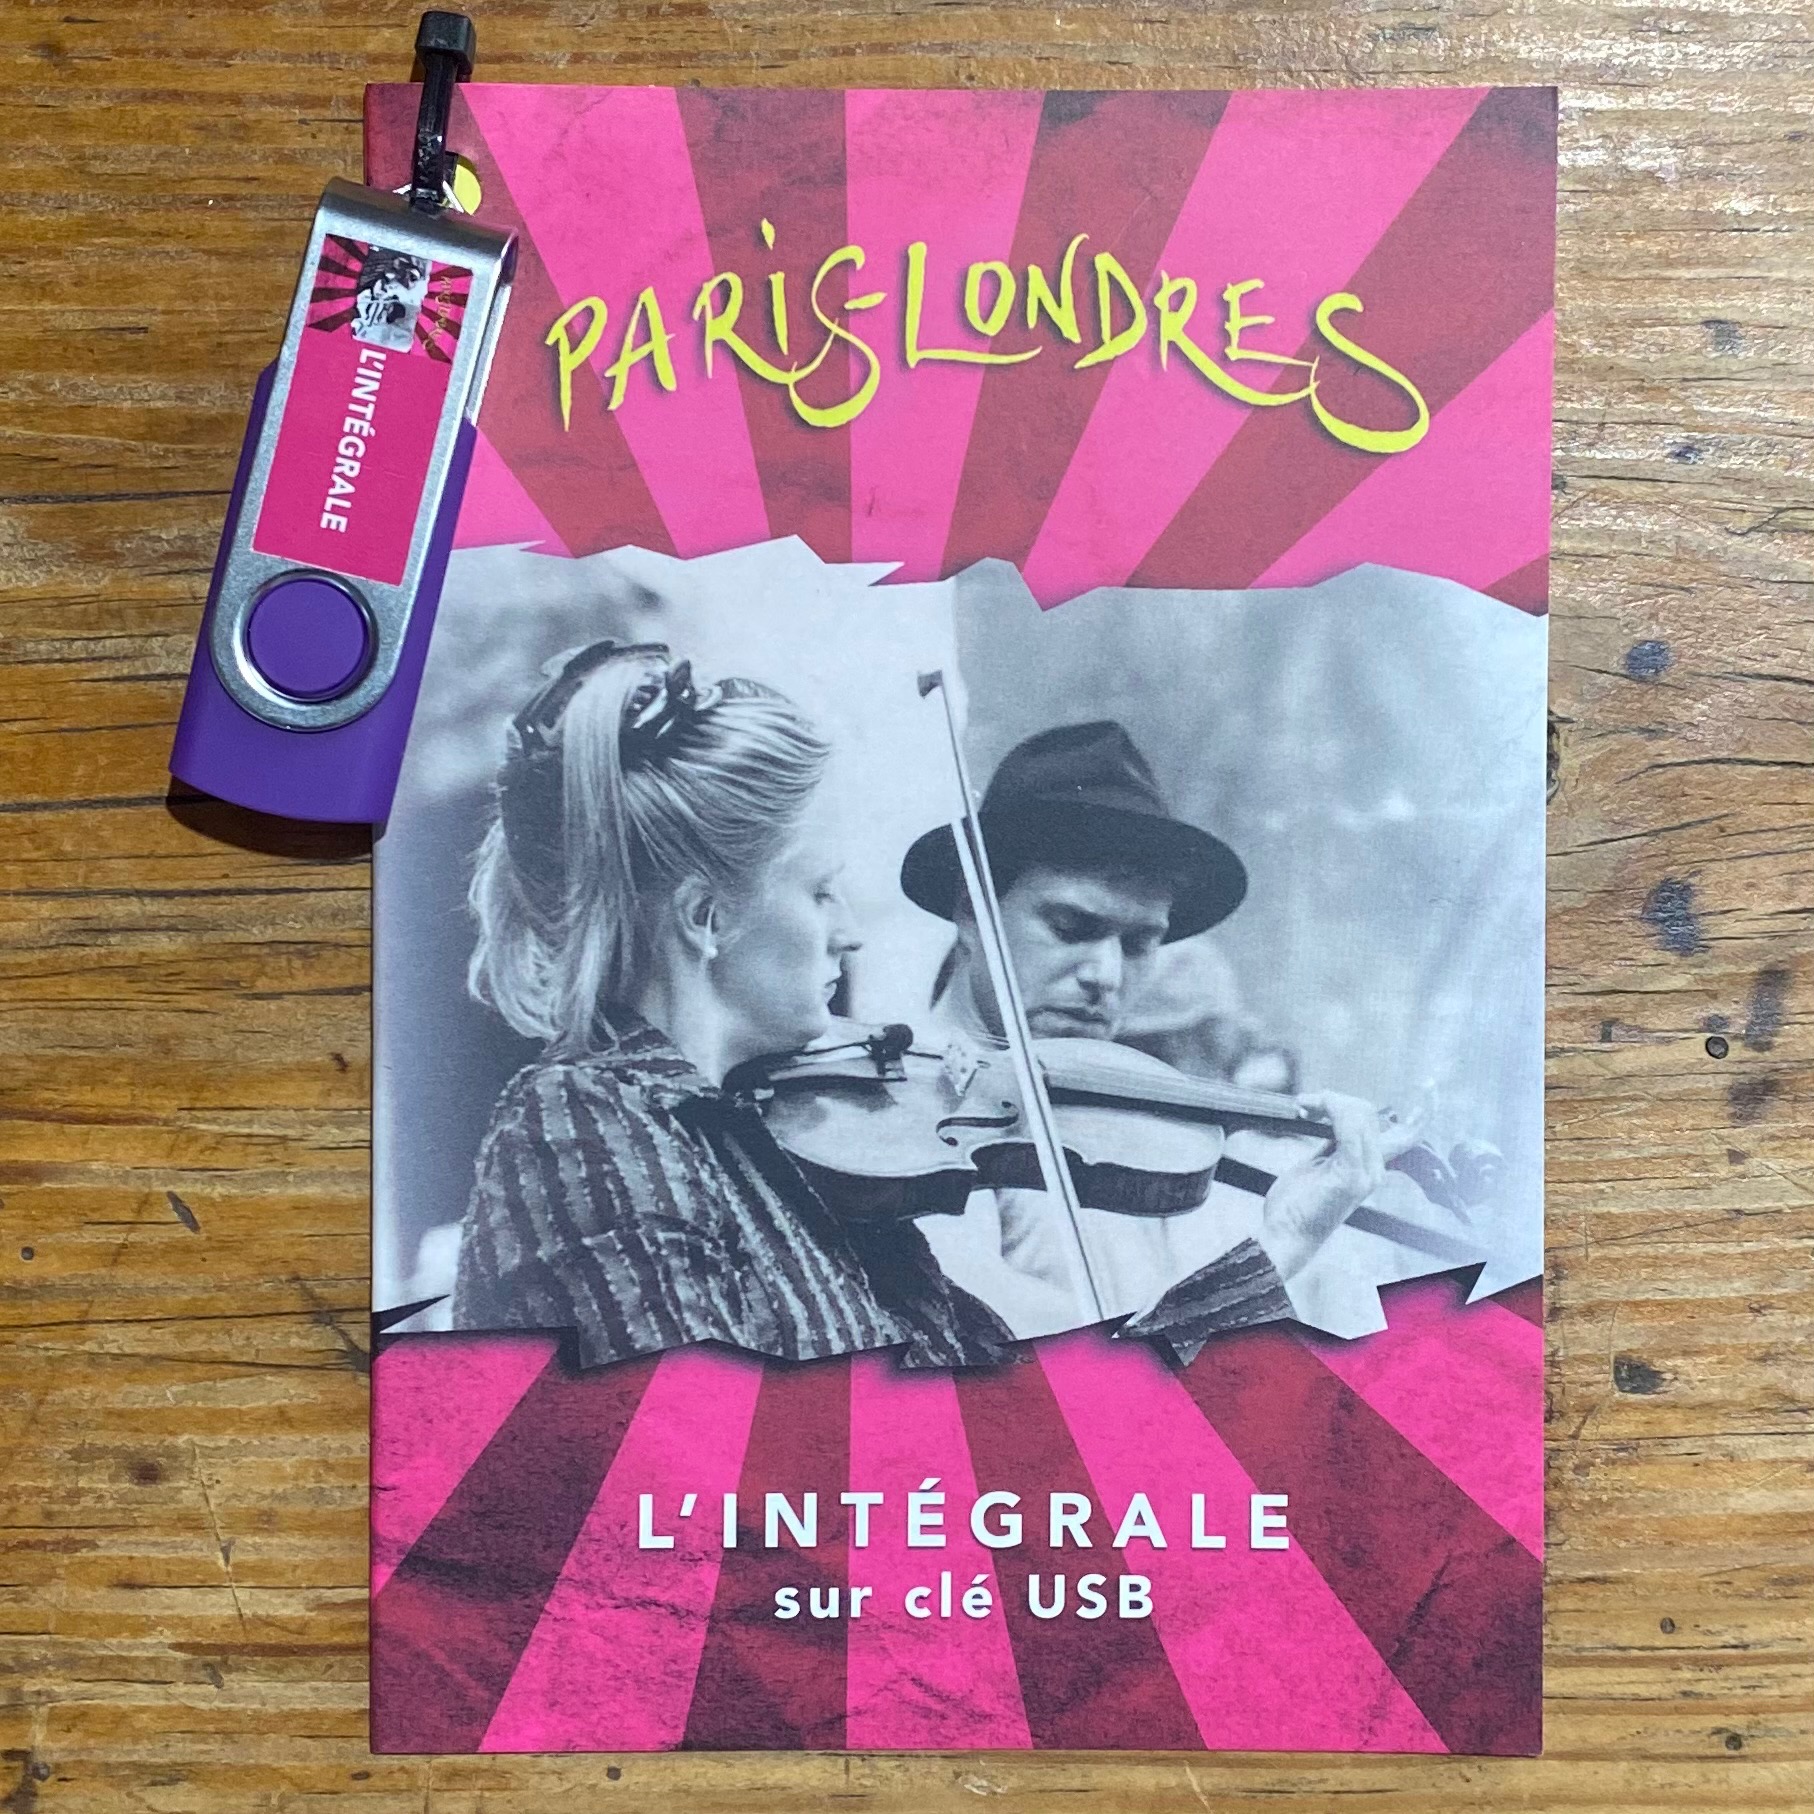 PARIS-LONDRES
L'INTÉGRALE
L'INTÉGRALE
sur clé USB